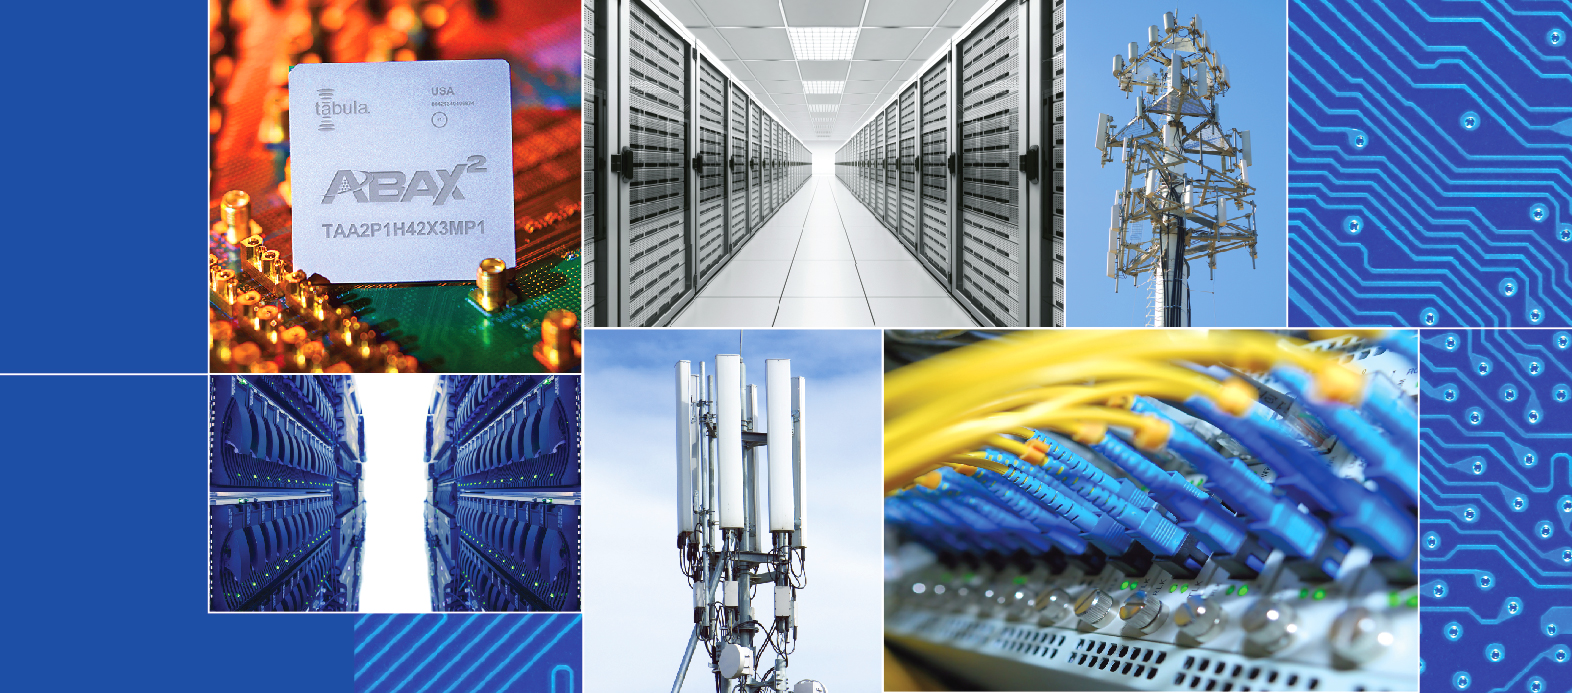 tabula
USA
ABAX²
TAA2P1H42X3MP1